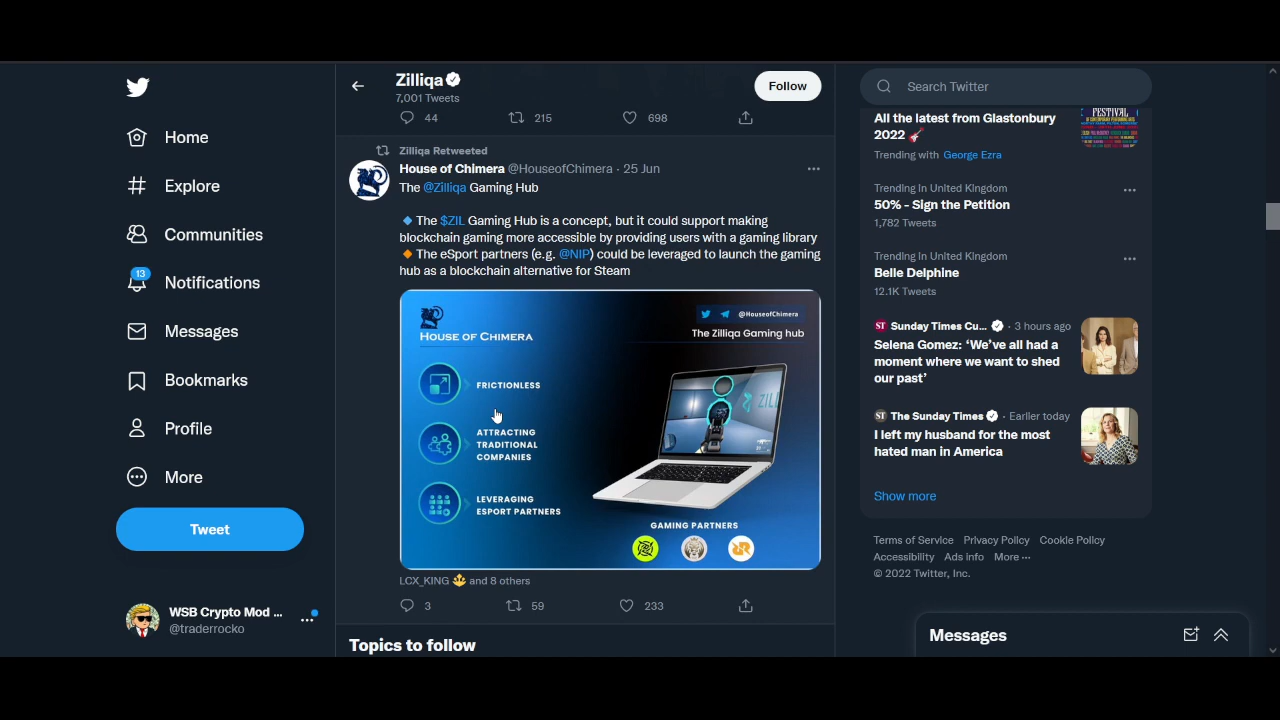 Home
Explore
Communities
13
Notifications
Messages
Bookmarks
Profile
More
Tweet
WSB Crypto Mod ...
@traderrocko
Zilliqa
7,001 Tweets
Follow
44
215
698
Zilliqa Retweeted
House of Chimera @HouseofChimera · 25 Jun
The @Zilliqa Gaming Hub
🔹 The $ZIL Gaming Hub is a concept, but it could support making
blockchain gaming more accessible by providing users with a gaming library
🔸 The eSport partners (e.g. @NIP) could be leveraged to launch the gaming
hub as a blockchain alternative for Steam
HOUSE OF CHIMERA
@HouseofChimera
The Zilliqa Gaming hub
FRICTIONLESS
ATTRACTING
TRADITIONAL
COMPANIES
LEVERAGING
ESPORT PARTNERS
ZILL
GAMING PARTNERS
LCX_KING 🔱 and 8 others
3
59
233
Topics to follow
Search Twitter
FESTIVAL
All the latest from Glastonbury
2022 🎸
Trending with George Ezra
Trending in United Kingdom
50% - Sign the Petition
1,782 Tweets
Trending in United Kingdom
Belle Delphine
12.1K Tweets
ST Sunday Times Cu... · 3 hours ago
Selena Gomez: ‘We’ve all had a
moment where we want to shed
our past’
ST The Sunday Times · Earlier today
I left my husband for the most
hated man in America
Show more
Terms of Service Privacy Policy Cookie Policy
Accessibility Ads info More ···
© 2022 Twitter, Inc.
Messages